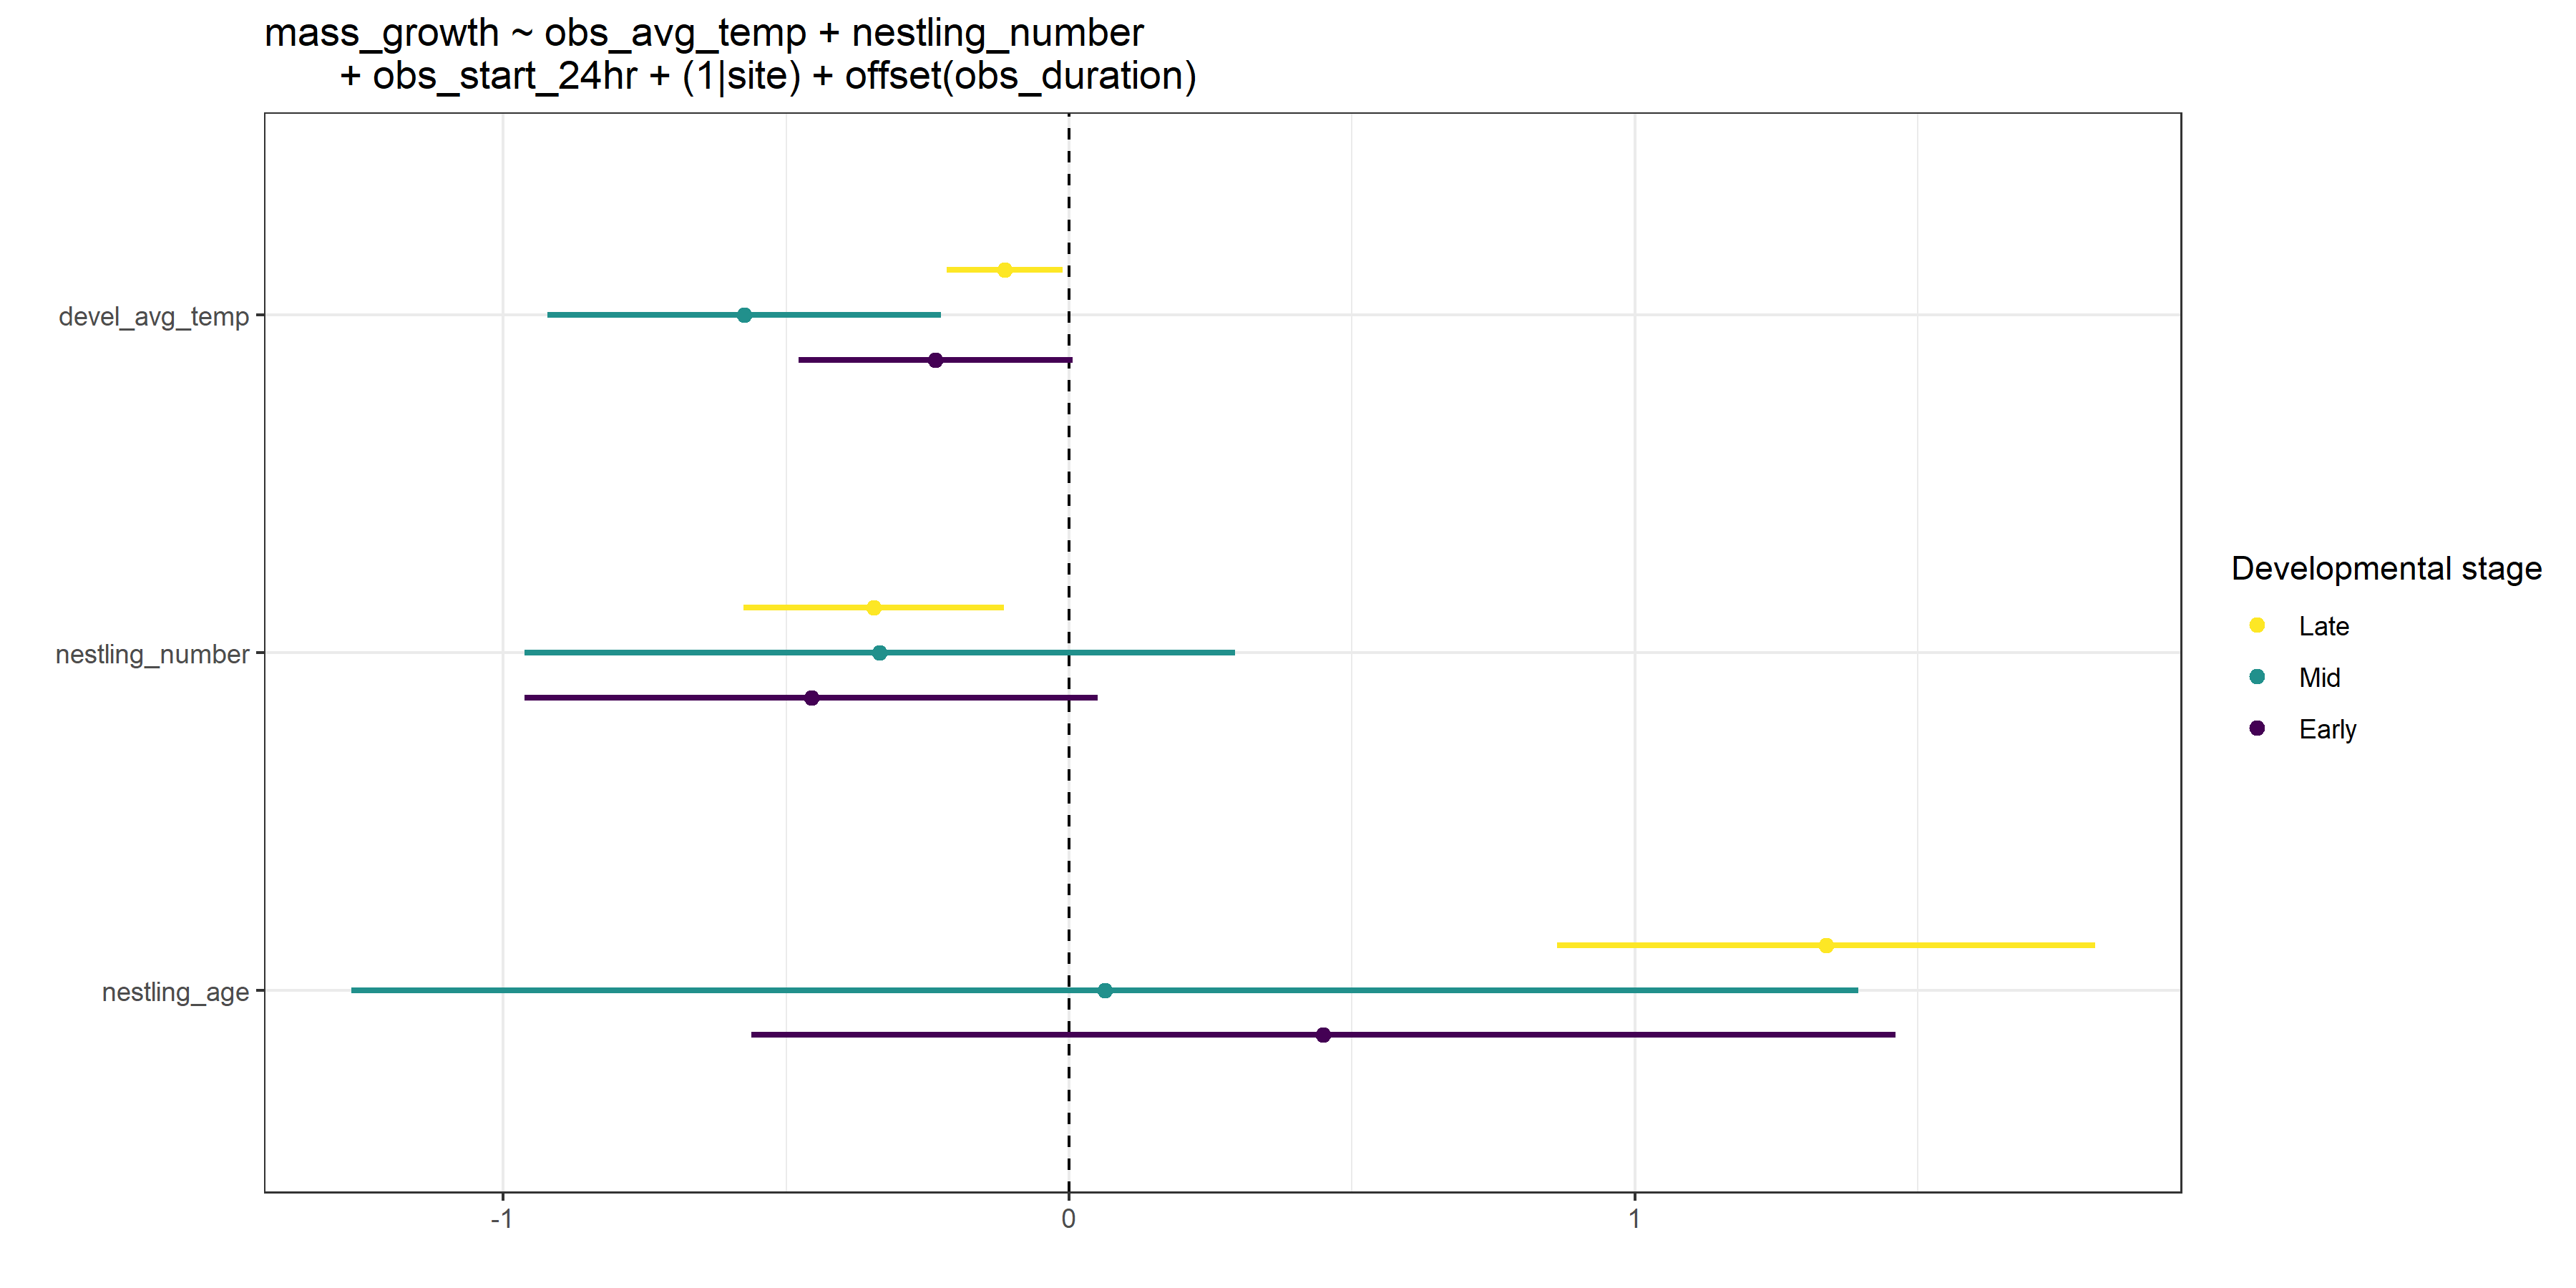 mass_growth ~ obs_avg_temp + nestling_number
+ obs_start_24hr + (1|site) + offset(obs_duration)
devel_avg_temp
nestling_number
nestling_age
-1
0
1
Developmental stage
Late
Mid
Early